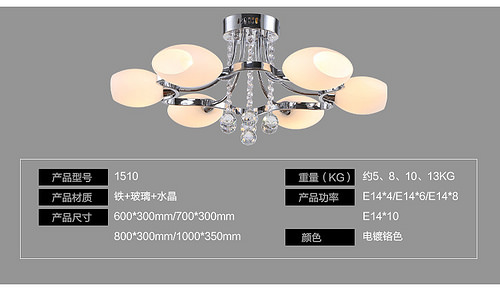 产品型号 1510
产品材质 铁+玻璃+水晶
产品尺寸 600*300mm/700*300mm
800*300mm/1000*350mm
重量（KG） 约5、8、10、13KG
产品功率 E14*4/E14*6/E14*8
E14*10
颜色 电镀铬色